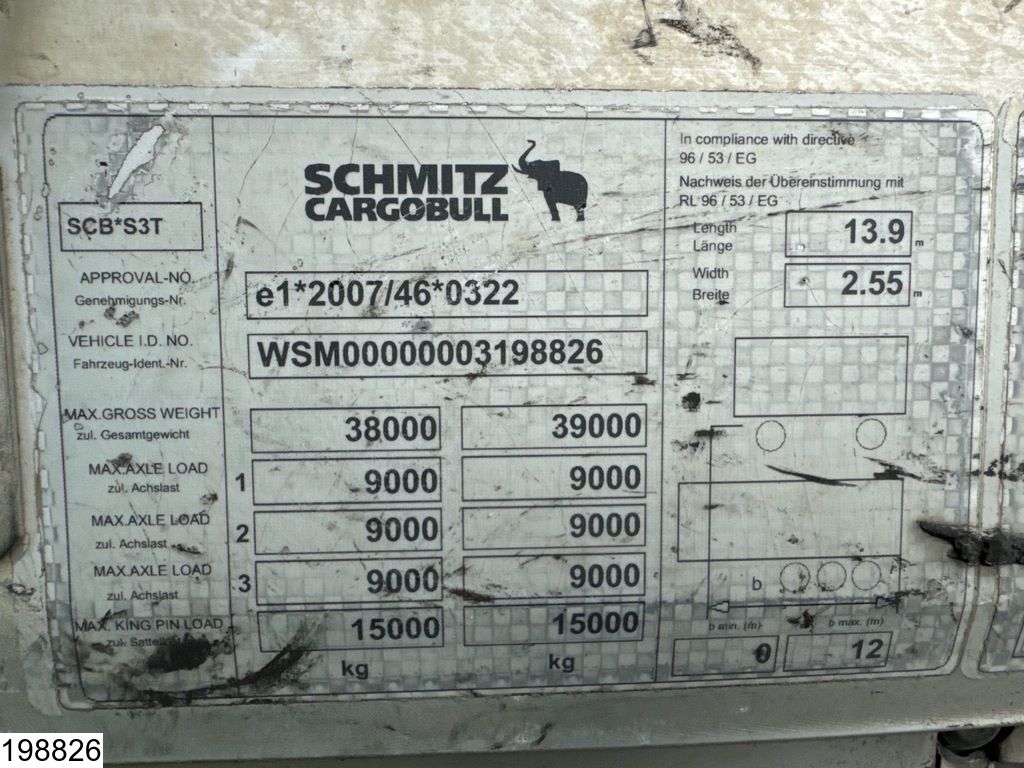 SCHMITZ
CARGOBULL
SCB*S3T
APPROVAL-NO.
Genehmigungs-Nr.
e1*2007/46*0322
VEHICLE I.D. NO.
Fahrzeug-Ident.-Nr.
WSM00000003198826
MAX.GROSS WEIGHT
zul. Gesamtgewicht
38000 39000
MAX.AXLE LOAD
zul. Achslast
1 9000 9000
MAX.AXLE LOAD
zul. Achslast
2 9000 9000
MAX.AXLE LOAD
zul. Achslast
3 9000 9000
MAX. KING PIN LOAD
zul.
15000 15000
kg kg
In compliance with directive
96 / 53 / EG
Nachweis der Übereinstimmung mit
RL 96 / 53 / EG
Length
Länge
13.9 m
Width
Breite
2.55 m
b
b min. (m) b max. (m)
0 12
198826